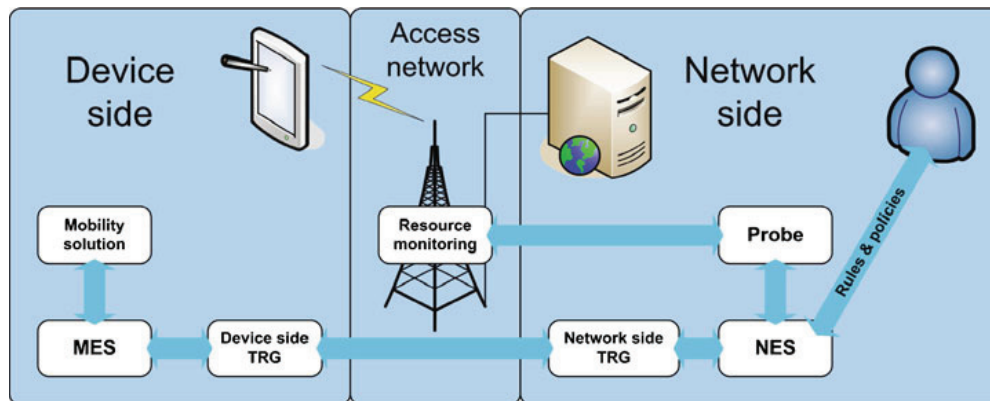 Device
side
Access
network
Network
side
Mobility
solution
Resource
monitoring
Probe
Rules & policies
MES
Device side
TRG
Network side
TRG
NES